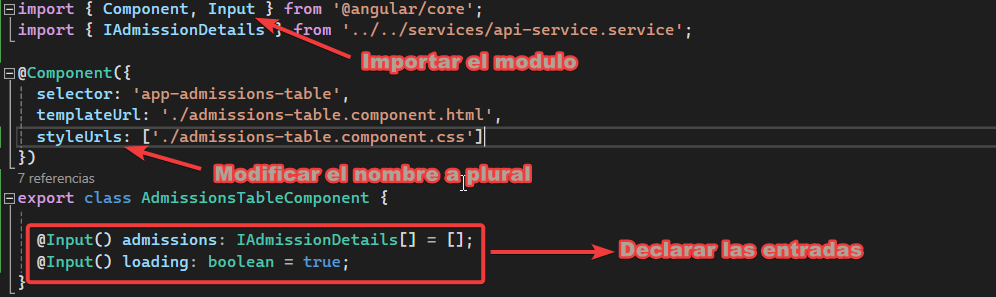 import { Component, Input } from '@angular/core';
import { IAdmissionDetails } from '../../services/api-service.service';
Importar el modulo
@Component({
selector: 'app-admissions-table',
templateUrl: './admissions-table.component.html',
styleUrls: ['./admissions-table.component.css']
})
Modificar el nombre a plural
7 referencias
export class AdmissionsTableComponent {
@Input() admissions: IAdmissionDetails[] = [];
@Input() loading: boolean = true;
Declarar las entradas
}